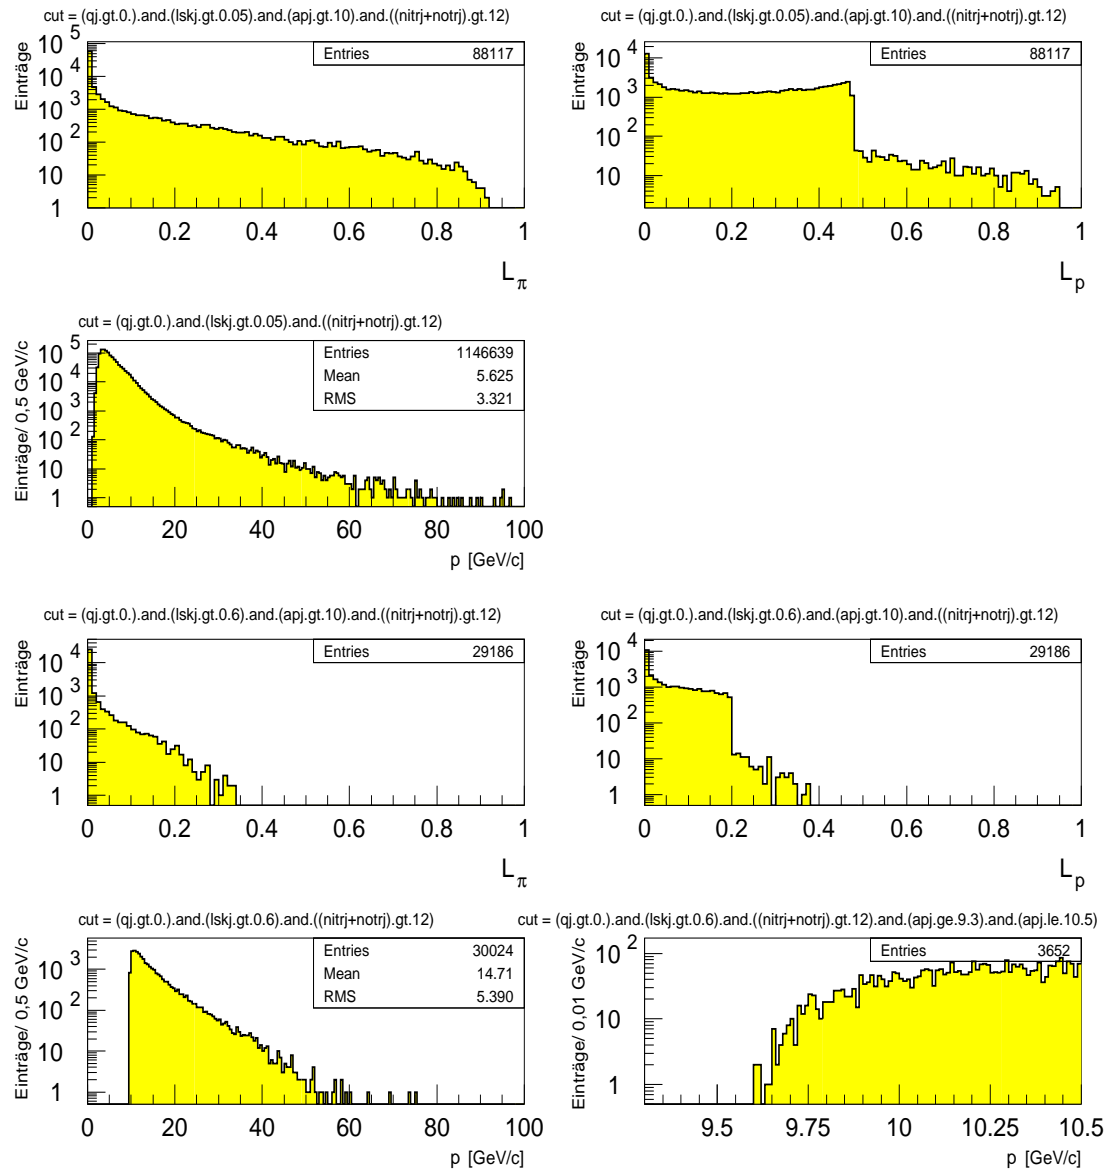 cut = (qj.gt.0.).and.(lskj.gt.0.05).and.(apj.gt.10).and.((nitrj+notrj).gt.12)
Einträge
10 5
10 4
10 3
10 2
10
1
Entries 88117
0 0.2 0.4 0.6 0.8 1
L π
cut = (qj.gt.0.).and.(lskj.gt.0.05).and.(apj.gt.10).and.((nitrj+notrj).gt.12)
Einträge
10 4
10 3
10 2
10
Entries 88117
0 0.2 0.4 0.6 0.8 1
L p
cut = (qj.gt.0.).and.(lskj.gt.0.05).and.((nitrj+notrj).gt.12)
Einträge/ 0,5 GeV/c
10 5
10 4
10 3
10 2
10
1
Entries 1146639
Mean 5.625
RMS 3.321
0 20 40 60 80 100
p [GeV/c]
cut = (qj.gt.0.).and.(lskj.gt.0.6).and.(apj.gt.10).and.((nitrj+notrj).gt.12)
Einträge
10 4
10 3
10 2
10
1
Entries 29186
0 0.2 0.4 0.6 0.8 1
L π
cut = (qj.gt.0.).and.(lskj.gt.0.6).and.(apj.gt.10).and.((nitrj+notrj).gt.12)
Einträge
10 4
10 3
10 2
10
1
Entries 29186
0 0.2 0.4 0.6 0.8 1
L p
cut = (qj.gt.0.).and.(lskj.gt.0.6).and.((nitrj+notrj).gt.12)
Einträge/ 0,5 GeV/c
10 3
10 2
10
1
Entries 30024
Mean 14.71
RMS 5.390
0 20 40 60 80 100
p [GeV/c]
cut = (qj.gt.0.).and.(lskj.gt.0.6).and.((nitrj+notrj).gt.12).and.(apj.ge.9.3).and.(apj.le.10.5)
Einträge/ 0,01 GeV/c
10 2
10
1
Entries 3652
9.5 9.75 10 10.25 10.5
p [GeV/c]